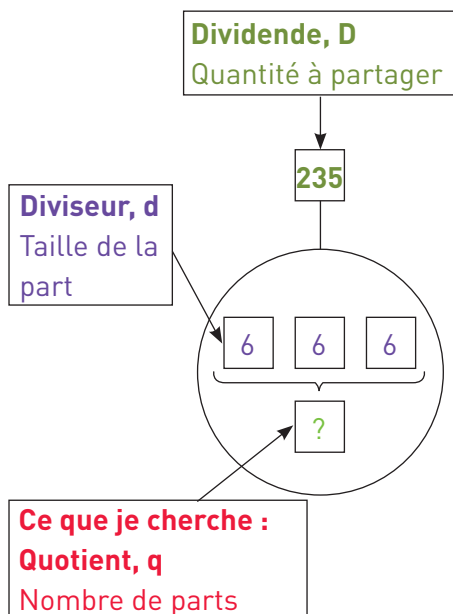 Dividende, D
Quantité à partager
235
Diviseur, d
Taille de la
part
6 6 6
?
Ce que je cherche :
Quotient, q
Nombre de parts